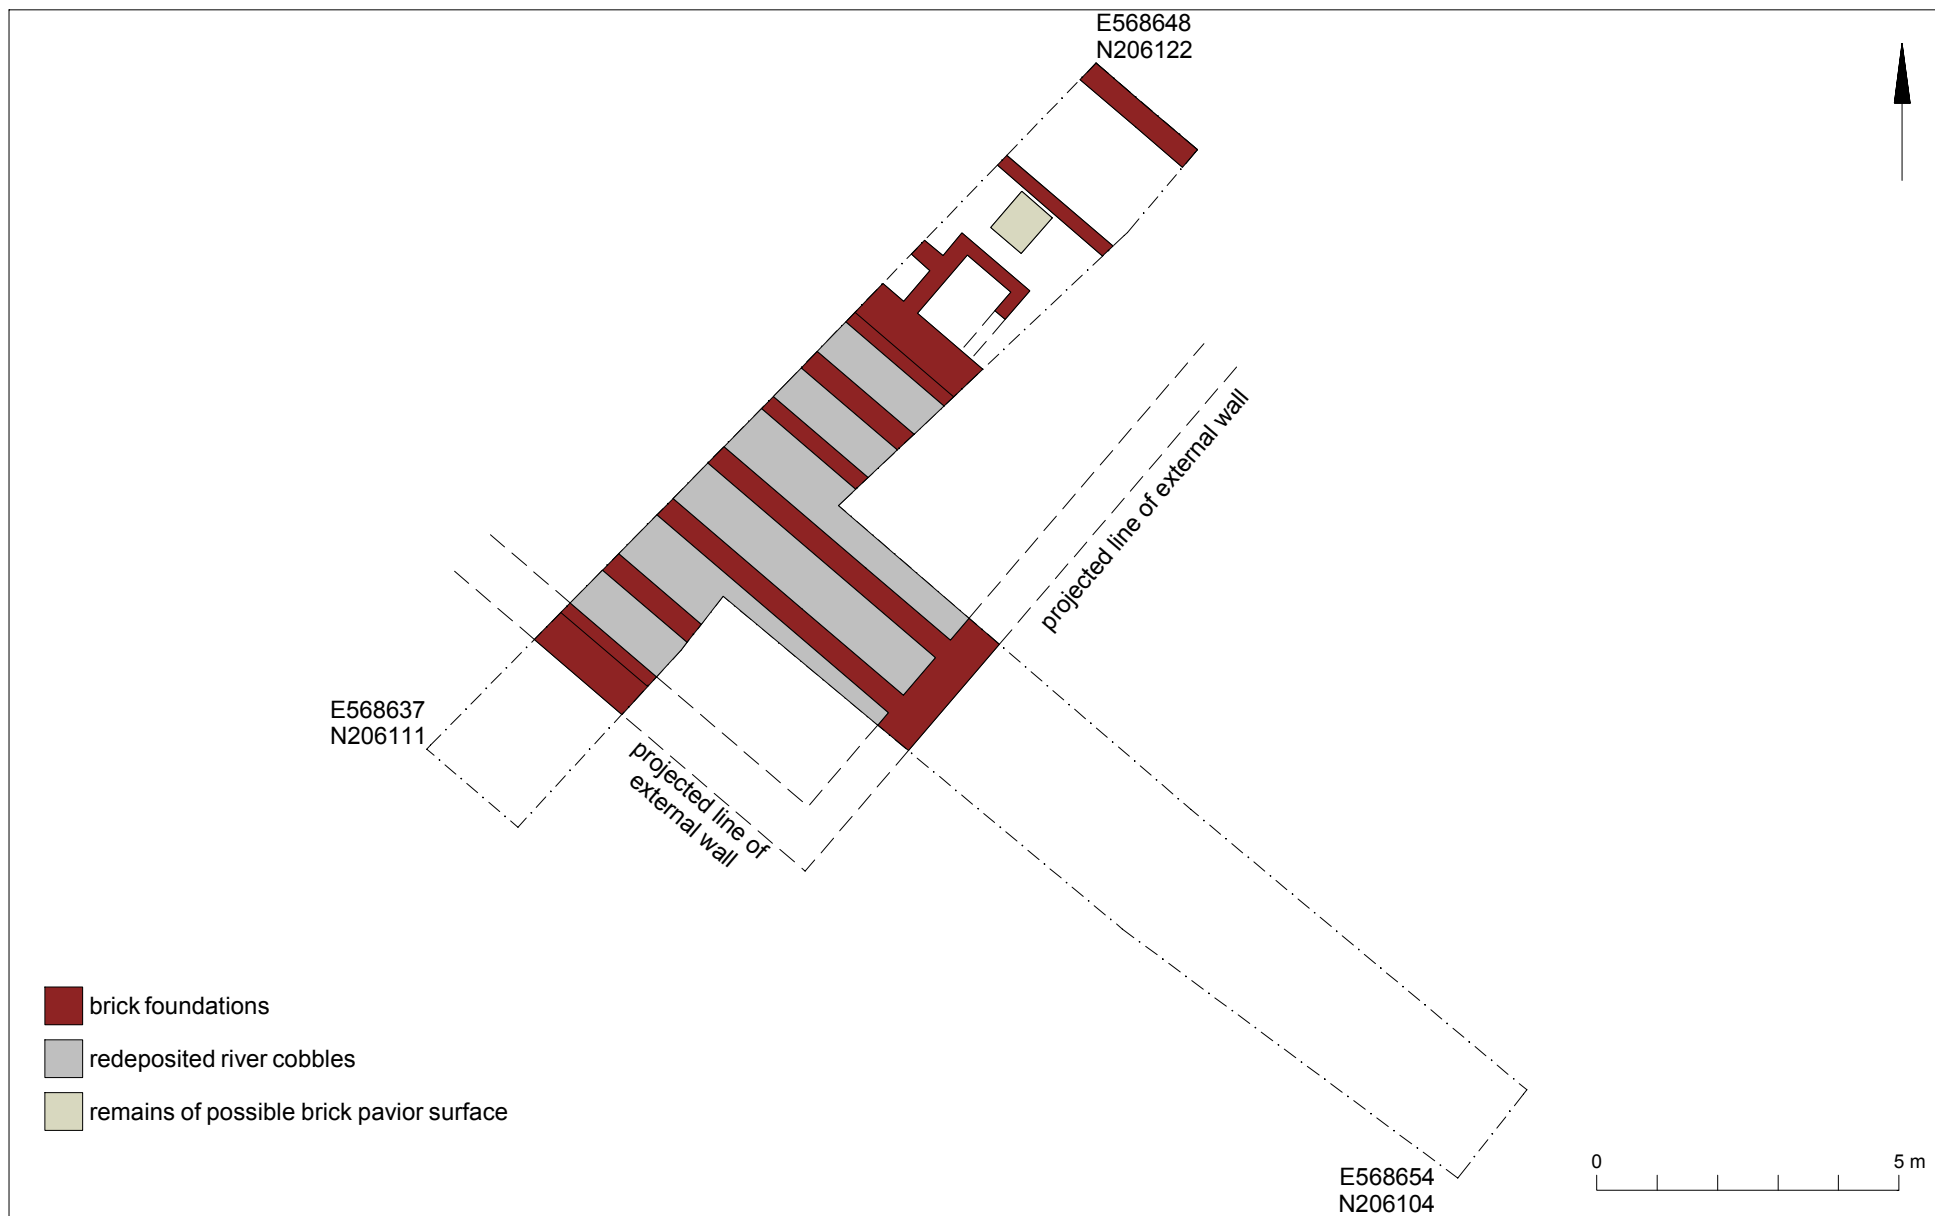 E568648
N206122
projected line of external wall
E568637
N206111
projected line of
external wall
brick foundations
redeposited river cobbles
remains of possible brick pavior surface
E568654
N206104
0 5 m